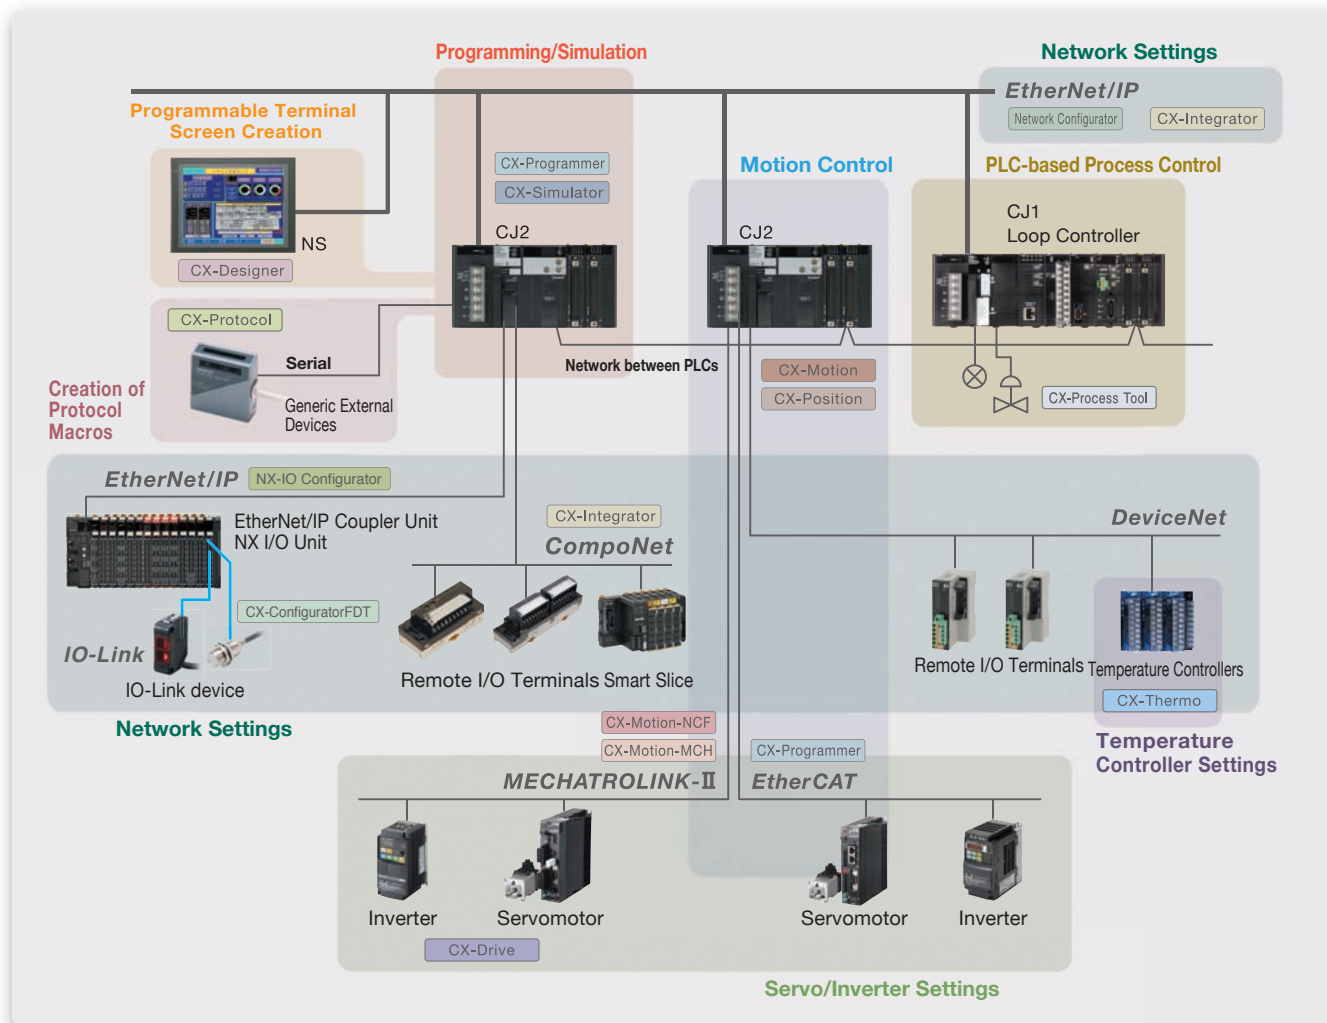 Programming/Simulation
Network Settings
EtherNet/IP
Network Configurator
CX-Integrator
Programmable Terminal
Screen Creation
CX-Programmer
CX-Simulator
Motion Control
PLC-based Process Control
NS
CX-Designer
CJ2
CJ2
CJ1
Loop Controller
CX-Protocol
Serial
Generic External
Devices
Creation of
Protocol
Macros
Network between PLCs
CX-Motion
CX-Position
CX-Process Tool
EtherNet/IP
NX-IO Configurator
EtherNet/IP Coupler Unit
NX I/O Unit
CX-Integrator
CompoNet
DeviceNet
CX-ConfiguratorFDT
IO-Link
IO-Link device
Remote I/O Terminals
Smart Slice
Remote I/O Terminals
Temperature Controllers
CX-Thermo
Network Settings
Temperature
Controller Settings
CX-Motion-NCF
CX-Motion-MCH
CX-Programmer
MECHATROLINK-II
EtherCAT
Inverter
Servomotor
Servomotor
Inverter
CX-Drive
Servo/Inverter Settings